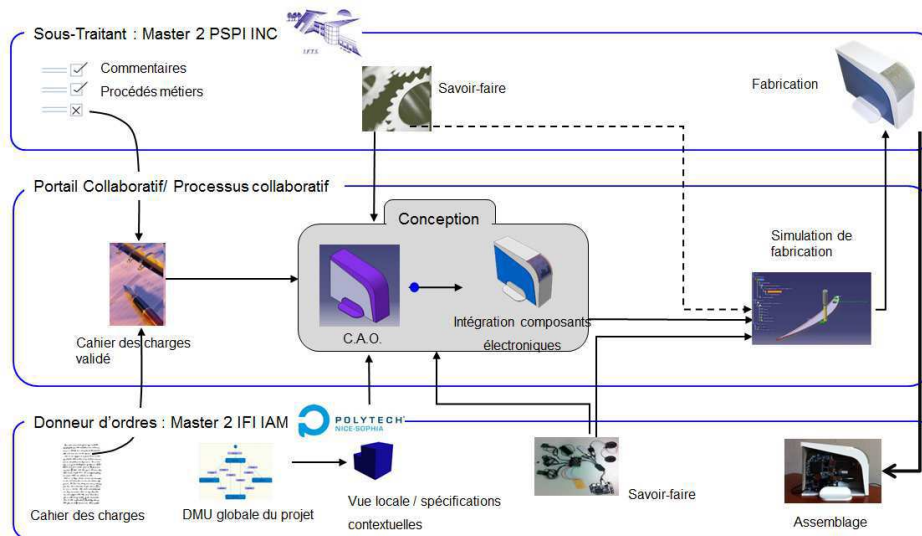 Sous-Traitant : Master 2 PSPI INC
I.F.T.S.
Commentaires
Procédés métiers
Savoir-faire
Fabrication
Portail Collaboratif/ Processus collaboratif
Conception
Simulation de
fabrication
C.A.O.
Intégration composants
électroniques
Cahier des charges
validé
Donneur d’ordres : Master 2 IFI IAM
POLYTECH'
NICE-SOPHIA
Cahier des charges
DMU globale du projet
Vue locale / spécifications
contextuelles
Savoir-faire
Assemblage